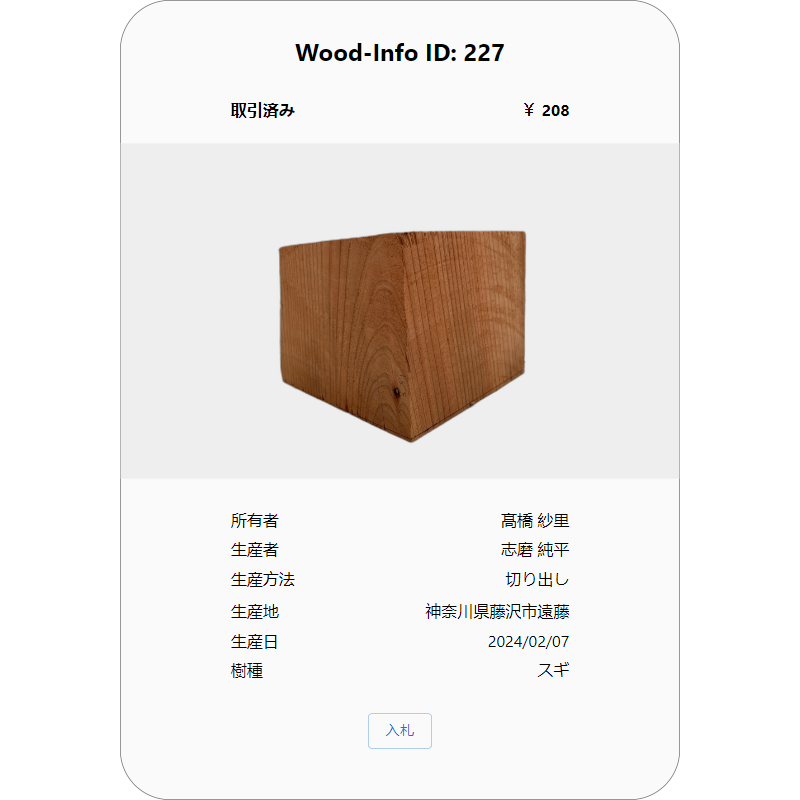 Wood-Info ID: 227
取引済み ￥ 208
所有者 髙橋 紗里
生産者 志磨 純平
生産方法 切り出し
生産地 神奈川県藤沢市遠藤
生産日 2024/02/07
樹種 スギ
入札